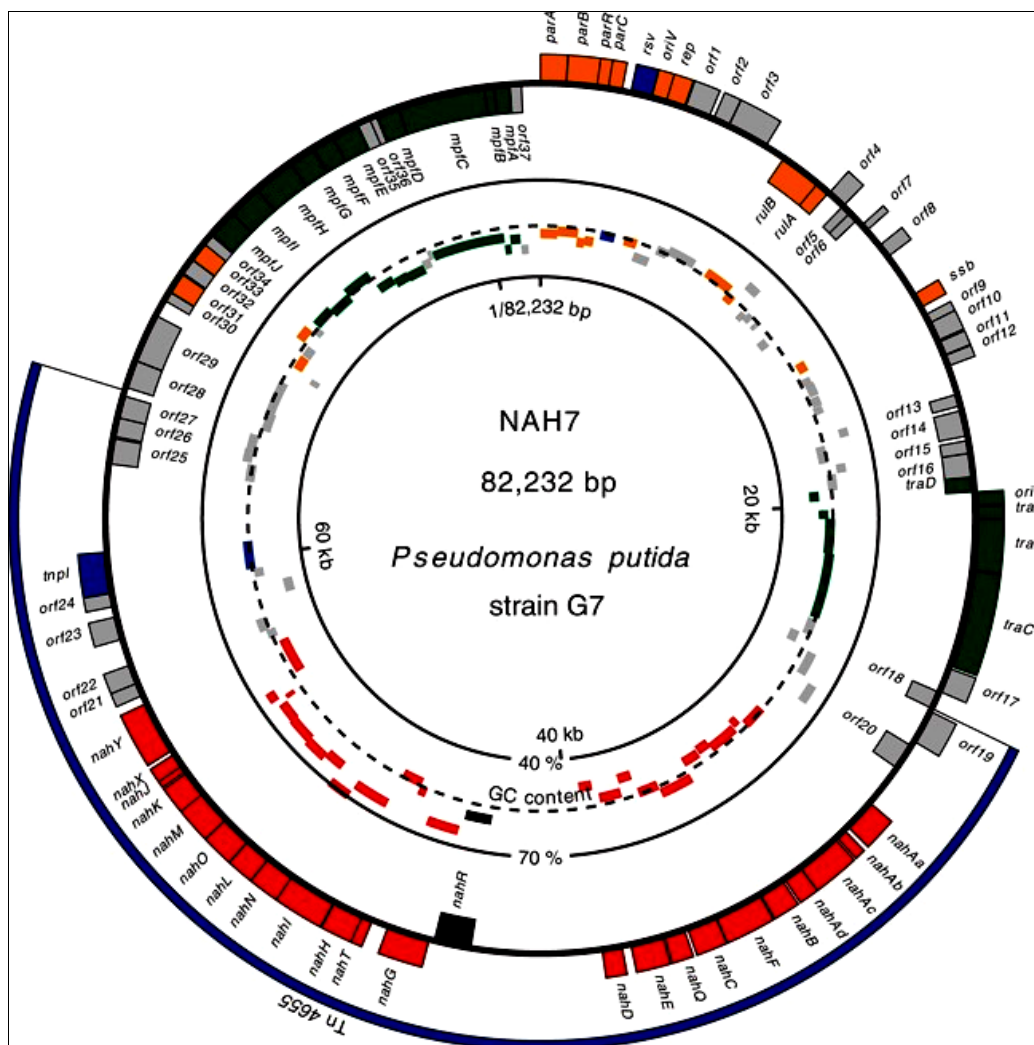 parA
parB
parR
parC
rsv
oriV
rep
orf1
orf2
orf3
orf4
rulB
rulA
orf5
orf6
orf7
orf8
ssb
orf9
orf10
orf11
orf12
orf13
orf14
orf15
orf16
traD
ori
tra
tra
traC
orf17
orf18
orf19
orf20
nahAa
nahAb
nahAc
nahAd
nahB
nahF
nahC
nahQ
nahE
nahD
nahR
nahG
nahT
nahH
nahI
nahN
nahL
nahO
nahM
nahK
nahJ
nahX
nahY
orf21
orf22
orf23
orf24
tnpI
orf25
orf26
orf27
orf28
orf29
orf30
orf31
orf32
orf33
orf34
mpfJ
mpfI
mpfH
mpfG
mpfF
mpfE
orf35
orf36
mpfD
mpfC
mpfB
mpfA
orf37
Tn 4655
1/82,232 bp
20 kb
40 kb
60 kb
40 %
GC content
70 %
NAH7
82,232 bp
Pseudomonas putida
strain G7